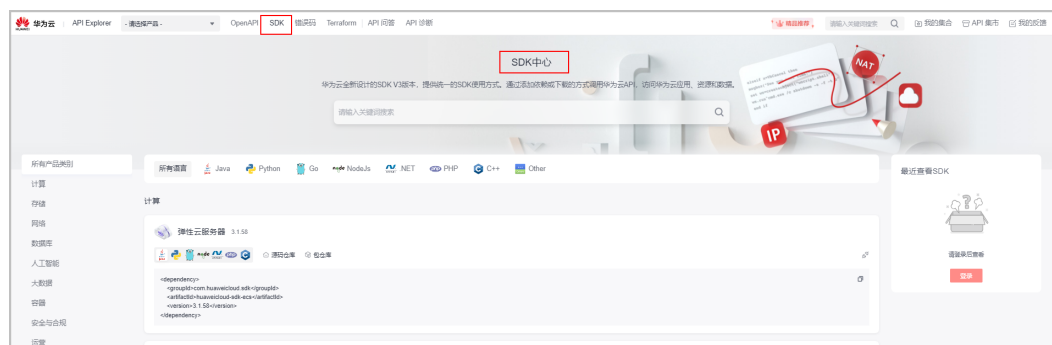 华为云 API Explorer - 请选择产品 - OpenAPI SDK 错误码 Terraform API 问答 API 诊断 精品推荐 请输入关键词搜索 我的集合 API 集市 我的反馈
HUAWEI
SDK中心
华为云全新设计的SDK V3版本，提供统一的SDK使用方式。通过添加依赖或下载的方式调用华为云API，访问华为云应用、资源和数据。
请输入关键词搜索
NAT
IP
所有产品类别
计算
存储
网络
数据库
人工智能
大数据
容器
安全与合规
运营
所有语言 Java Python Go NodeJs .NET PHP C++ Other
计算
弹性云服务器 3.1.58
源码仓库 包仓库
<dependency>
<groupId>com.huaweicloud.sdk</groupId>
<artifactId>huaweicloud-sdk-ecs</artifactId>
<version>3.1.58</version>
</dependency>
最近查看SDK
请登录后查看
登录